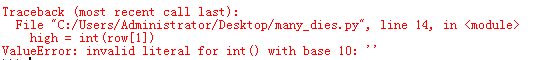 Traceback (most recent call last):
  File "C:/Users/Administrator/Desktop/many_dies.py", line 14, in <module>
    high = int(row[1])
ValueError: invalid literal for int() with base 10: ''